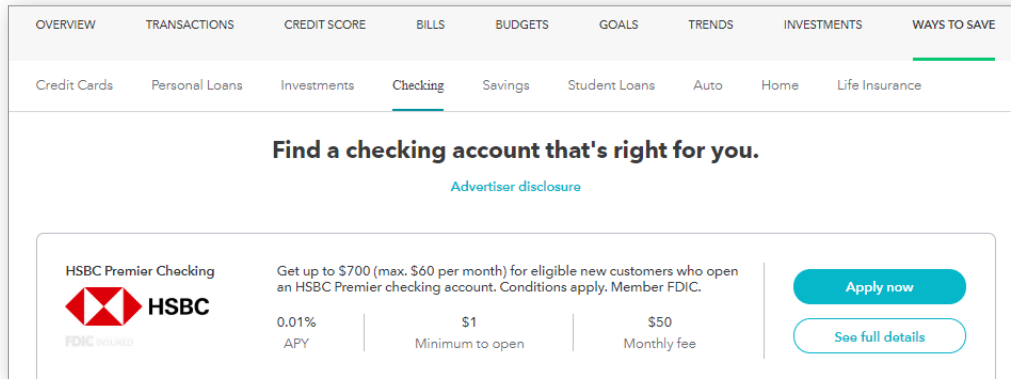 OVERVIEW TRANSACTIONS CREDIT SCORE BILLS BUDGETS GOALS TRENDS INVESTMENTS WAYS TO SAVE
Credit Cards Personal Loans Investments Checking Savings Student Loans Auto Home Life Insurance
Find a checking account that's right for you.
Advertiser disclosure
HSBC Premier Checking
HSBC
FDIC INSURED
Get up to $700 (max. $60 per month) for eligible new customers who open
an HSBC Premier checking account. Conditions apply. Member FDIC.
0.01% $1 $50
APY Minimum to open Monthly fee
Apply now
See full details